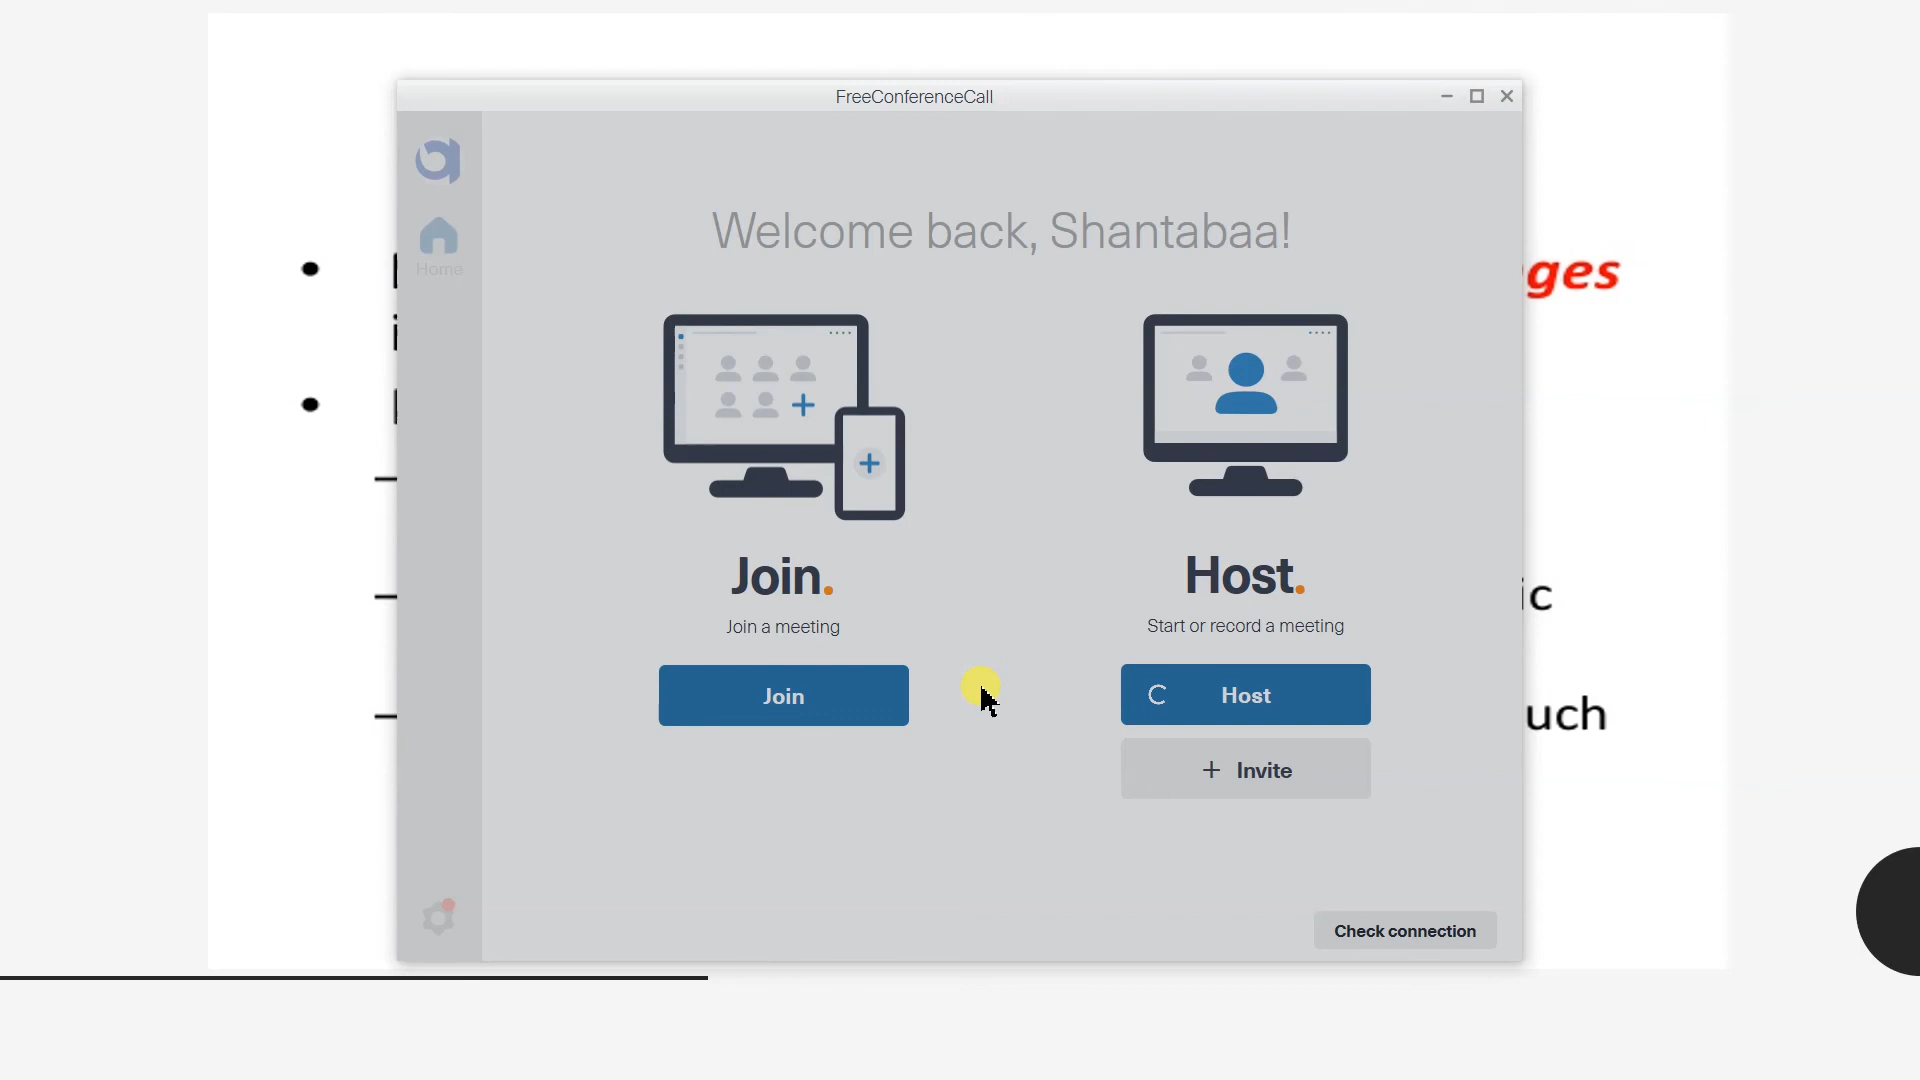 FreeConferenceCall
Home
Welcome back, Shantabaa!
ges
Join.
Join a meeting
Join
Host.
Start or record a meeting
Host
+ Invite
ic
uch
Check connection